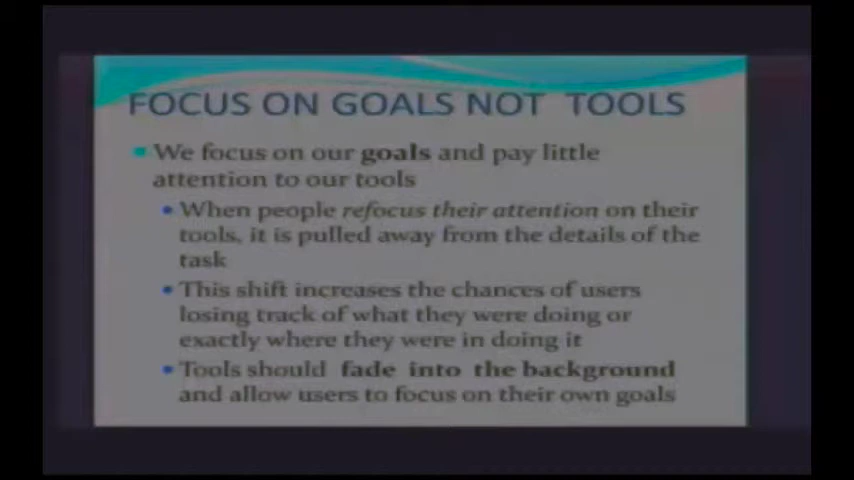 FOCUS ON GOALS NOT TOOLS
We focus on our goals and pay little
attention to our tools
When people refocus their attention on their
tools, it is pulled away from the details of the
task
This shift increases the chances of users
losing track of what they were doing or
exactly where they were in doing it
Tools should fade into the background
and allow users to focus on their own goals